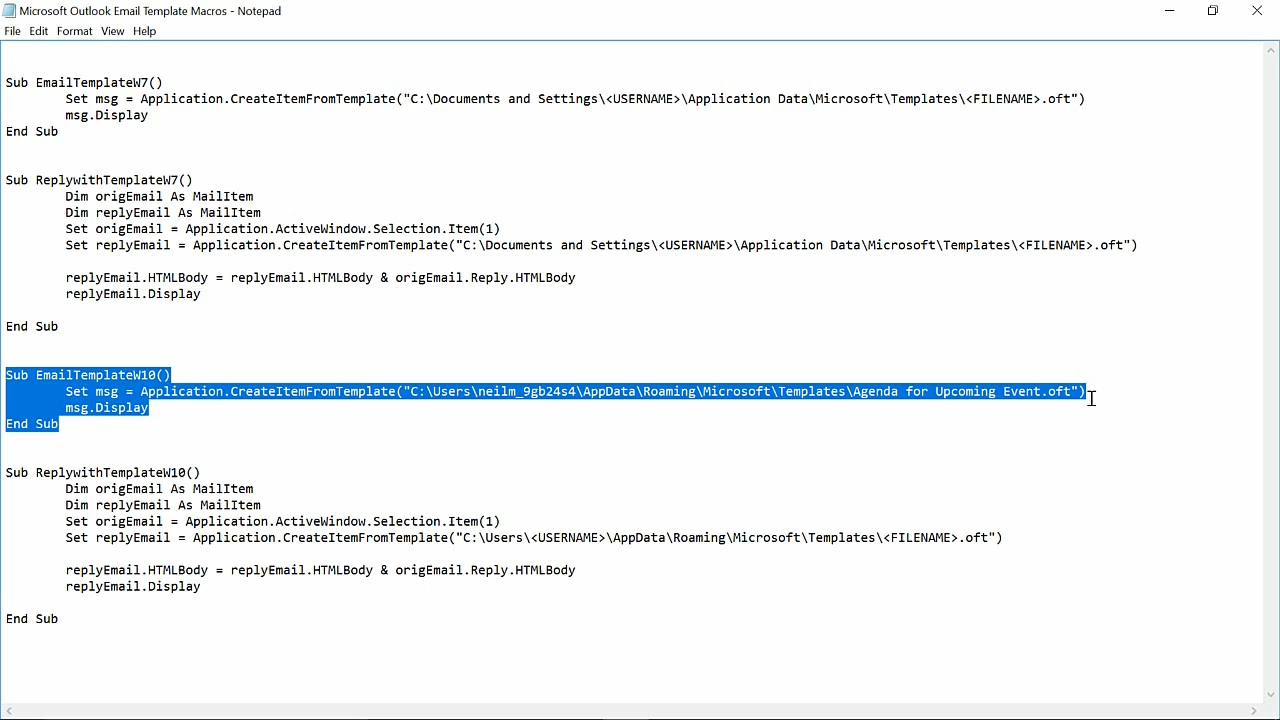 Microsoft Outlook Email Template Macros - Notepad
File Edit Format View Help
Sub EmailTemplateW7()
Set msg = Application.CreateItemFromTemplate("C:\Documents and Settings\<USERNAME>\Application Data\Microsoft\Templates\<FILENAME>.oft")
msg.Display
End Sub
Sub ReplywithTemplateW7()
Dim origEmail As MailItem
Dim replyEmail As MailItem
Set origEmail = Application.ActiveWindow.Selection.Item(1)
Set replyEmail = Application.CreateItemFromTemplate("C:\Documents and Settings\<USERNAME>\Application Data\Microsoft\Templates\<FILENAME>.oft")
replyEmail.HTMLBody = replyEmail.HTMLBody & origEmail.Reply.HTMLBody
replyEmail.Display
End Sub
Sub EmailTemplateW10()
Set msg = Application.CreateItemFromTemplate("C:\Users\neilm_9gb24s4\AppData\Roaming\Microsoft\Templates\Agenda for Upcoming Event.oft")
msg.Display
End Sub
Sub ReplywithTemplateW10()
Dim origEmail As MailItem
Dim replyEmail As MailItem
Set origEmail = Application.ActiveWindow.Selection.Item(1)
Set replyEmail = Application.CreateItemFromTemplate("C:\Users\<USERNAME>\AppData\Roaming\Microsoft\Templates\<FILENAME>.oft")
replyEmail.HTMLBody = replyEmail.HTMLBody & origEmail.Reply.HTMLBody
replyEmail.Display
End Sub